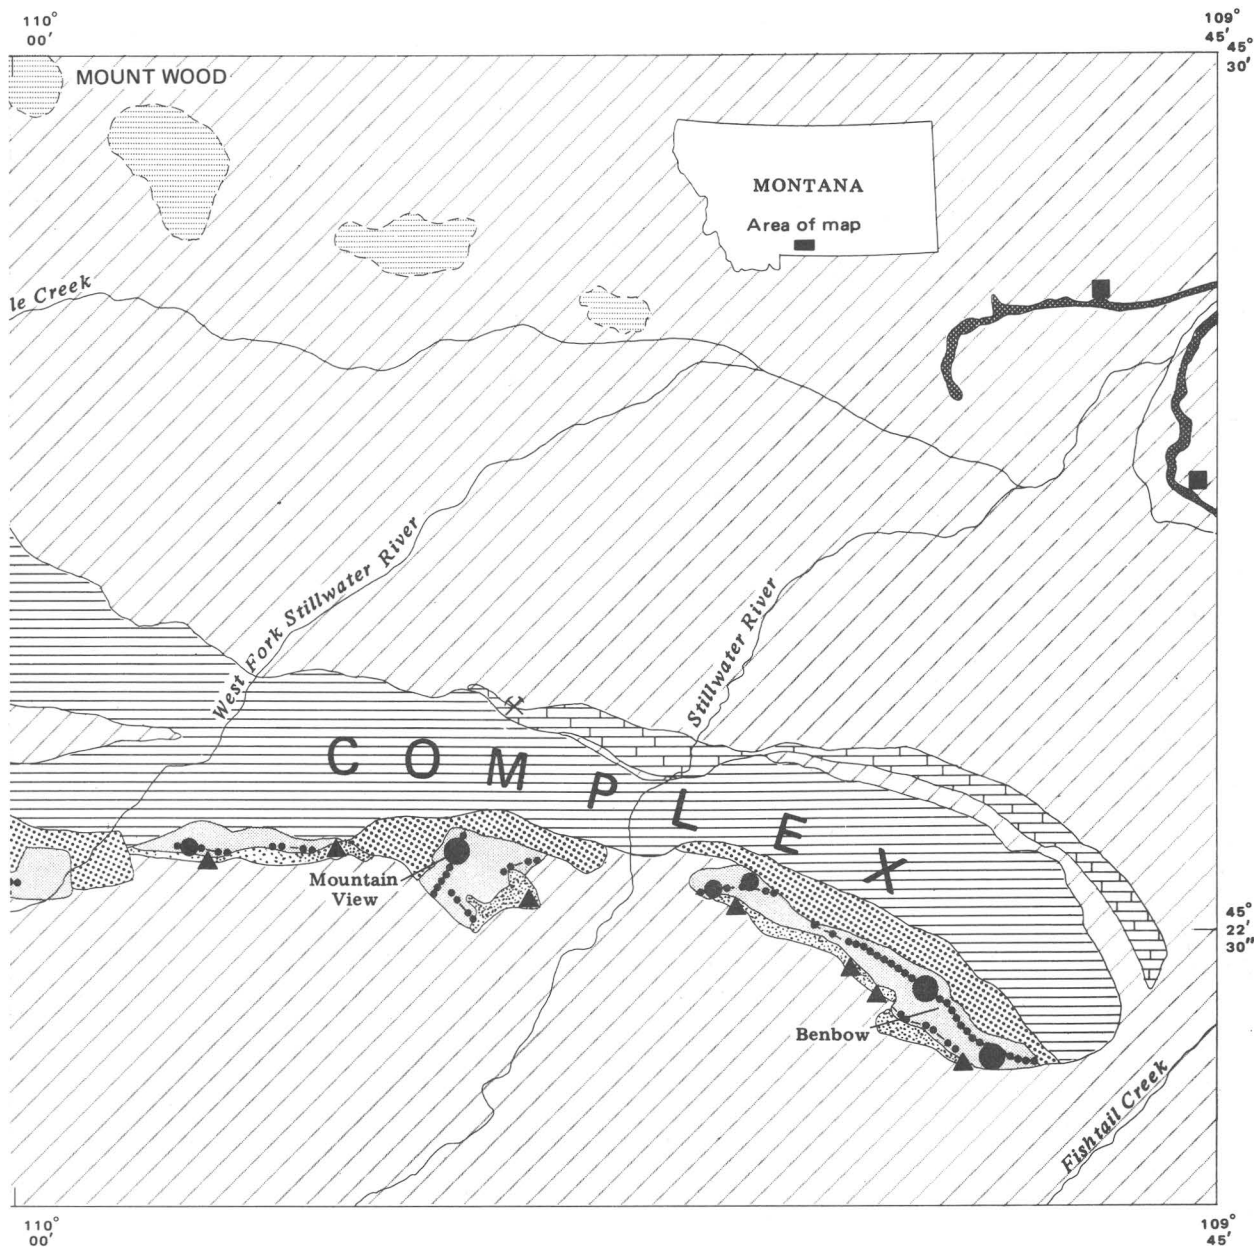 110°
00'
109°
45'
45°
30'
MOUNT WOOD
MONTANA
Area of map
le Creek
West Fork Stillwater River
Stillwater River
COMPLEX
Mountain
View
45°
22'
30"
Benbow
Fishtail Creek
110°
00'
109°
45'